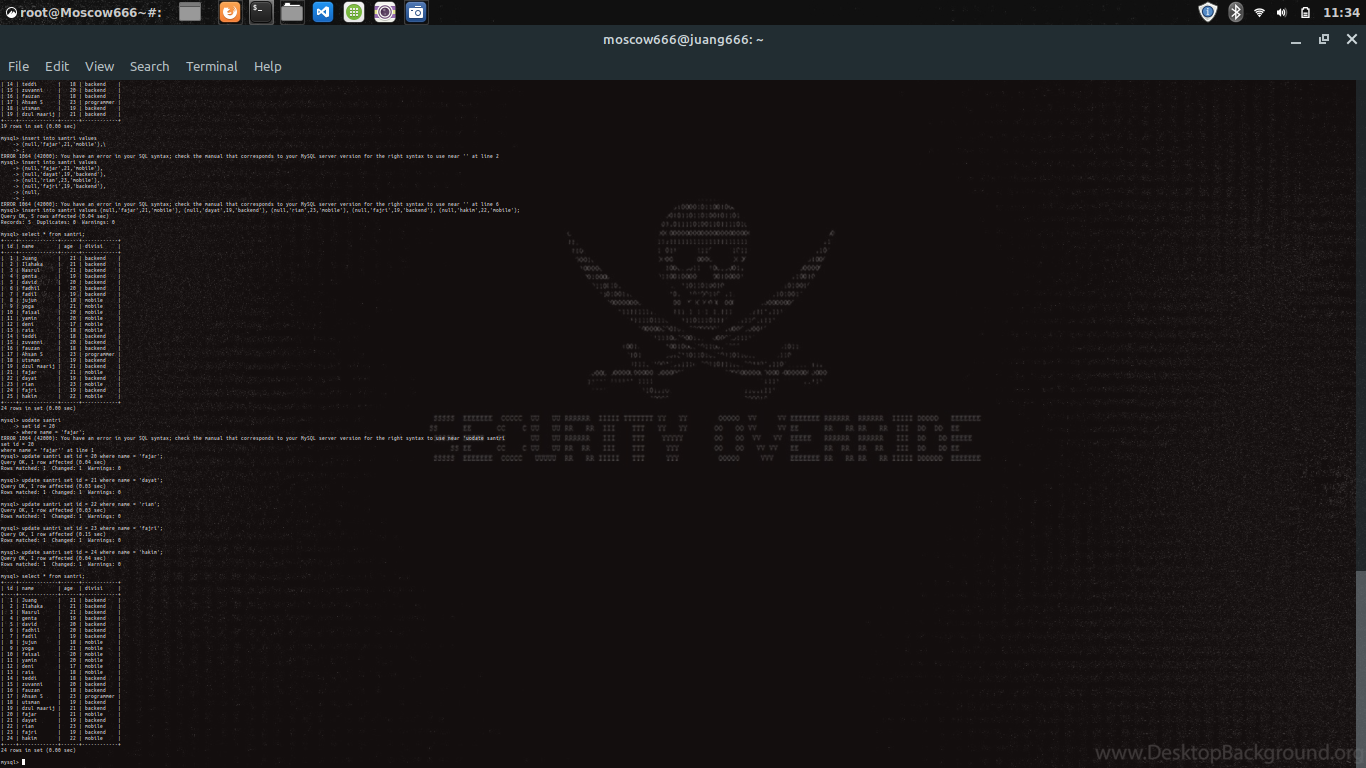 root@Moscow666~#:
11:34
moscow666@juang666: ~
File Edit View Search Terminal Help
| 14 | teddi | 18 | backend |
| 15 | zuvanni | 20 | backend |
| 16 | fauzan | 18 | backend |
| 17 | Ahsan S | 23 | programmer |
| 18 | utsman | 19 | backend |
| 19 | dzul maarij | 21 | backend |
19 rows in set (0.00 sec)
mysql> insert into santri values
-> (null,'fajar',21,'mobile'),\
-> ;
ERROR 1064 (42000): You have an error in your SQL syntax; check the manual that corresponds to your MySQL server version for the right syntax to use near '' at line 2
mysql> insert into santri values
-> (null,'fajar',21,'mobile'),
-> (null,'dayat',19,'backend'),
-> (null,'rian',23,'mobile'),
-> (null,'fajri',19,'backend'),
-> (null,
-> ;
ERROR 1064 (42000): You have an error in your SQL syntax; check the manual that corresponds to your MySQL server version for the right syntax to use near '' at line 6
mysql> insert into santri values (null,'fajar',21,'mobile'), (null,'dayat',19,'backend'), (null,'rian',23,'mobile'), (null,'fajri',19,'backend'), (null,'hakim',22,'mobile');
Query OK, 5 rows affected (0.04 sec)
Records: 5 Duplicates: 0 Warnings: 0
mysql> select * from santri;
| id | name | age | divisi |
| 1 | Juang | 21 | backend |
| 2 | Ilahaka | 21 | backend |
| 3 | Nasrul | 21 | backend |
| 4 | genta | 19 | backend |
| 5 | david | 20 | backend |
| 6 | fadhil | 20 | backend |
| 7 | fadil | 19 | backend |
| 8 | jujun | 18 | mobile |
| 9 | yoga | 21 | mobile |
| 10 | faisal | 20 | mobile |
| 11 | yamin | 20 | mobile |
| 12 | deni | 17 | mobile |
| 13 | rais | 18 | mobile |
| 14 | teddi | 18 | backend |
| 15 | zuvanni | 20 | backend |
| 16 | fauzan | 18 | backend |
| 17 | Ahsan S | 23 | programmer |
| 18 | utsman | 19 | backend |
| 19 | dzul maarij | 21 | backend |
| 21 | fajar | 21 | mobile |
| 22 | dayat | 19 | backend |
| 23 | rian | 23 | mobile |
| 24 | fajri | 19 | backend |
| 25 | hakim | 22 | mobile |
24 rows in set (0.00 sec)
mysql> update santri
-> set id = 20
-> where name = 'fajar';
ERROR 1064 (42000): You have an error in your SQL syntax; check the manual that corresponds to your MySQL server version for the right syntax to use near 'update santri
set id = 20
where name = 'fajar'' at line 1
mysql> update santri set id = 20 where name = 'fajar';
Query OK, 1 row affected (0.04 sec)
Rows matched: 1 Changed: 1 Warnings: 0
mysql> update santri set id = 21 where name = 'dayat';
Query OK, 1 row affected (0.03 sec)
Rows matched: 1 Changed: 1 Warnings: 0
mysql> update santri set id = 22 where name = 'rian';
Query OK, 1 row affected (0.03 sec)
Rows matched: 1 Changed: 1 Warnings: 0
mysql> update santri set id = 23 where name = 'fajri';
Query OK, 1 row affected (0.15 sec)
Rows matched: 1 Changed: 1 Warnings: 0
mysql> update santri set id = 24 where name = 'hakim';
Query OK, 1 row affected (0.04 sec)
Rows matched: 1 Changed: 1 Warnings: 0
mysql> select * from santri;
| id | name | age | divisi |
| 1 | Juang | 21 | backend |
| 2 | Ilahaka | 21 | backend |
| 3 | Nasrul | 21 | backend |
| 4 | genta | 19 | backend |
| 5 | david | 20 | backend |
| 6 | fadhil | 20 | backend |
| 7 | fadil | 19 | backend |
| 8 | jujun | 18 | mobile |
| 9 | yoga | 21 | mobile |
| 10 | faisal | 20 | mobile |
| 11 | yamin | 20 | mobile |
| 12 | deni | 17 | mobile |
| 13 | rais | 18 | mobile |
| 14 | teddi | 18 | backend |
| 15 | zuvanni | 20 | backend |
| 16 | fauzan | 18 | backend |
| 17 | Ahsan S | 23 | programmer |
| 18 | utsman | 19 | backend |
| 19 | dzul maarij | 21 | backend |
| 20 | fajar | 21 | mobile |
| 21 | dayat | 19 | backend |
| 22 | rian | 23 | mobile |
| 23 | fajri | 19 | backend |
| 24 | hakim | 22 | mobile |
24 rows in set (0.00 sec)
mysql>
SECURITY OVERRIDE
www.DesktopBackground.org